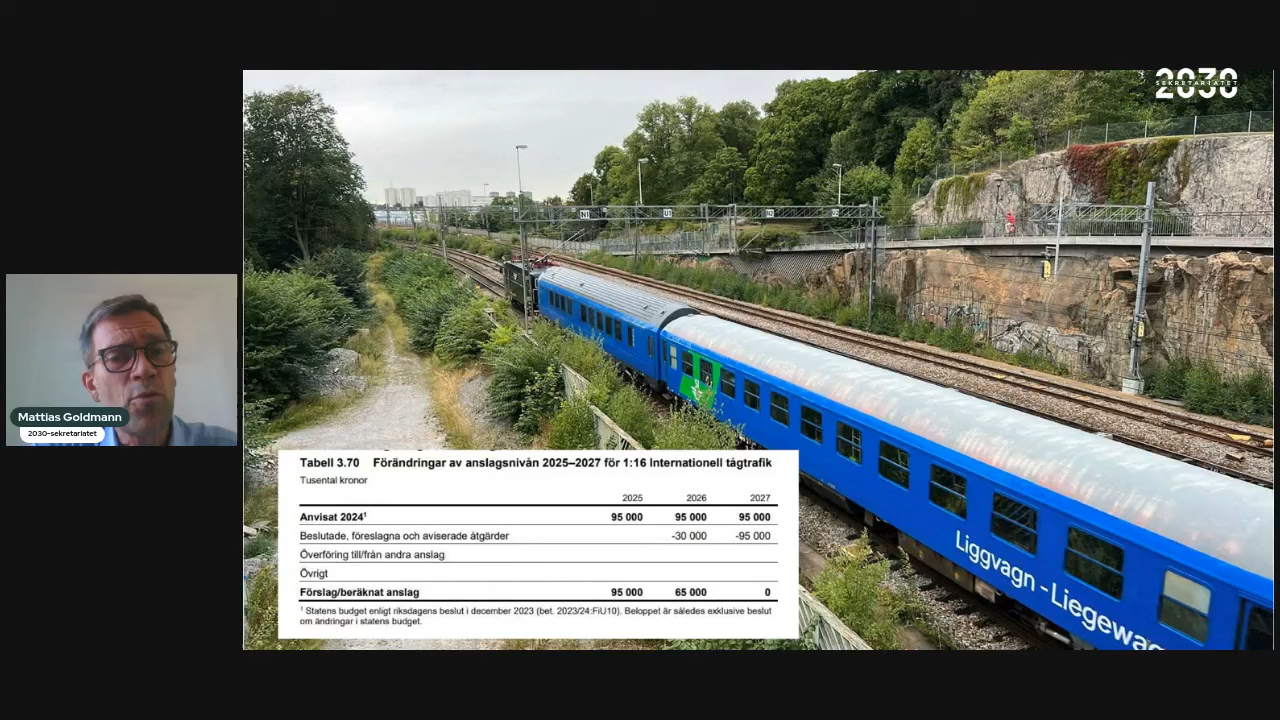 2030
SEKRETARIATET
N1
U1
N2
Mattias Goldmann
2030-sekretariatet
SJ
Liggvagn - Liegewag
Tabell 3.70 Förändringar av anslagsnivån 2025–2027 för 1:16 Internationell tågtrafik
Tusental kronor
2025 2026 2027
Anvisat 2024¹ 95 000 95 000 95 000
Beslutade, föreslagna och aviserade åtgärder -30 000 -95 000
Överföring till/från andra anslag
Övrigt
Förslag/beräknat anslag 95 000 65 000 0
¹ Statens budget enligt riksdagens beslut i december 2023 (bet. 2023/24:FiU10). Beloppet är således exklusive beslut
om ändringar i statens budget.